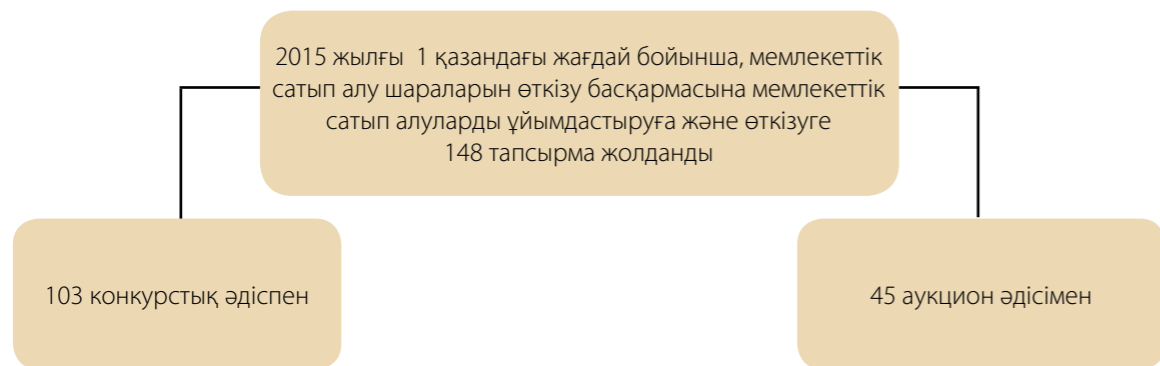 2015 жылғы 1 қазандағы жағдай бойынша, мемлекеттік
сатып алу шараларын өткізу басқармасына мемлекеттік
сатып алуларды ұйымдастыруға және өткізуге
148 тапсырма жолданды
103 конкурстық әдіспен
45 аукцион әдісімен